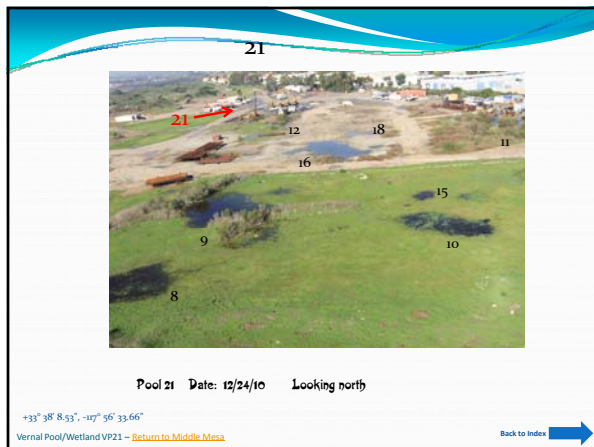 21
21
12
18
11
16
15
9
10
8
Pool 21 Date: 12/24/10 Looking north
+33° 38' 8.53", -117° 56' 33.66"
Vernal Pool/Wetland VP21 – Return to Middle Mesa
Back to Index